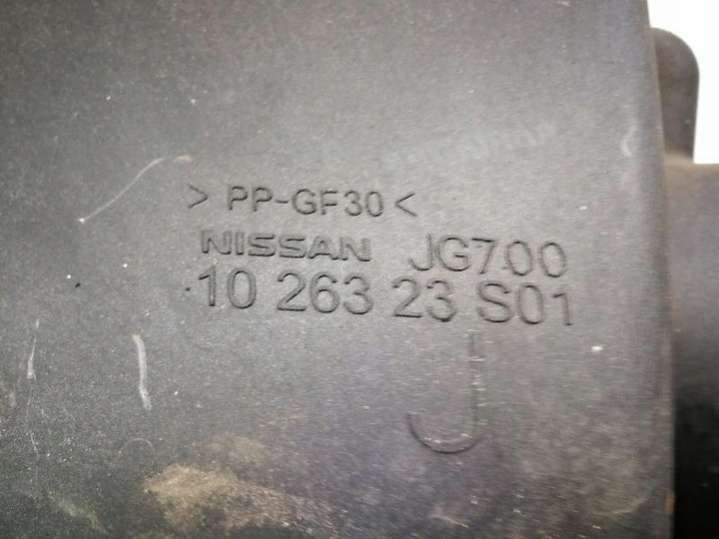 > PP-GF30 <
NISSAN JG700
10 263 23 S01
J